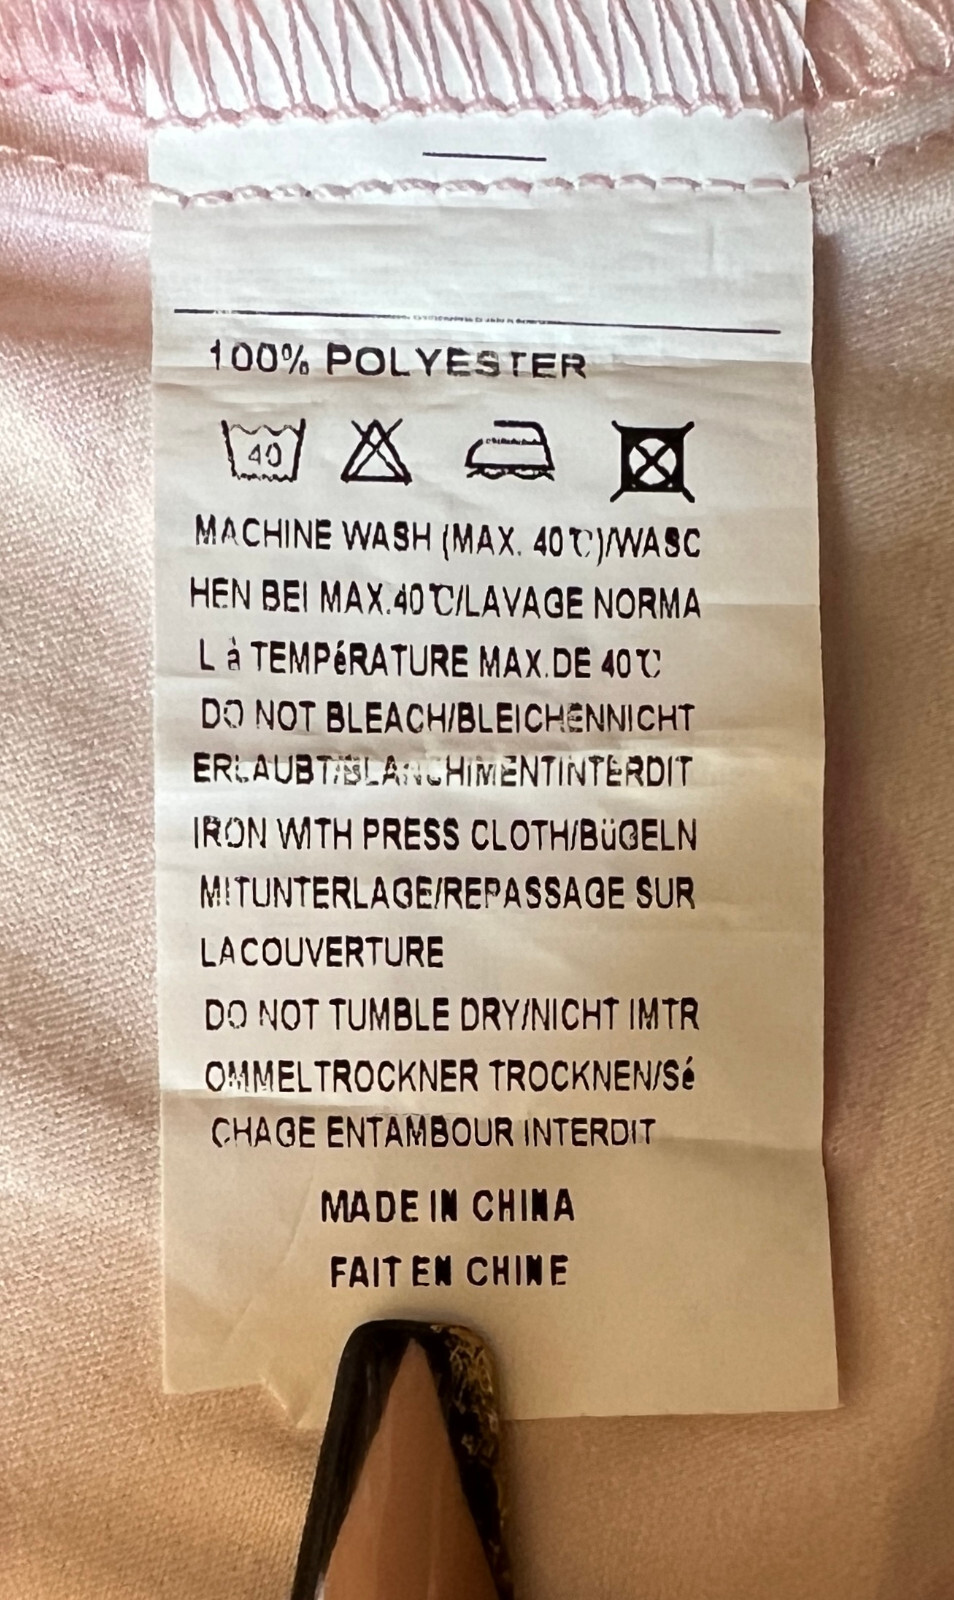 100% POLYESTER
40
MACHINE WASH (MAX. 40℃)/WASC
HEN BEI MAX.40℃/LAVAGE NORMA
L à TEMPéRATURE MAX.DE 40℃
DO NOT BLEACH/BLEICHENNICHT
ERLAUBT/BLANCHIMENTINTERDIT
IRON WITH PRESS CLOTH/BüGELN
MITUNTERLAGE/REPASSAGE SUR
LACOUVERTURE
DO NOT TUMBLE DRY/NICHT IMTR
OMMELTROCKNER TROCKNEN/Sé
CHAGE ENTAMBOUR INTERDIT
MADE IN CHINA
FAIT EN CHINE